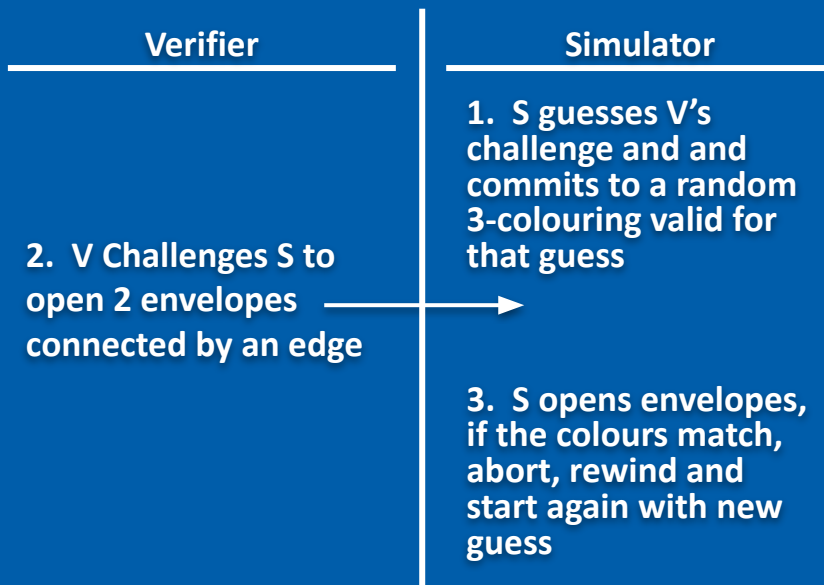 Verifier
2. V Challenges S to
open 2 envelopes
connected by an edge
Simulator
1. S guesses V's
challenge and and
commits to a random
3-colouring valid for
that guess
3. S opens envelopes,
if the colours match,
abort, rewind and
start again with new
guess